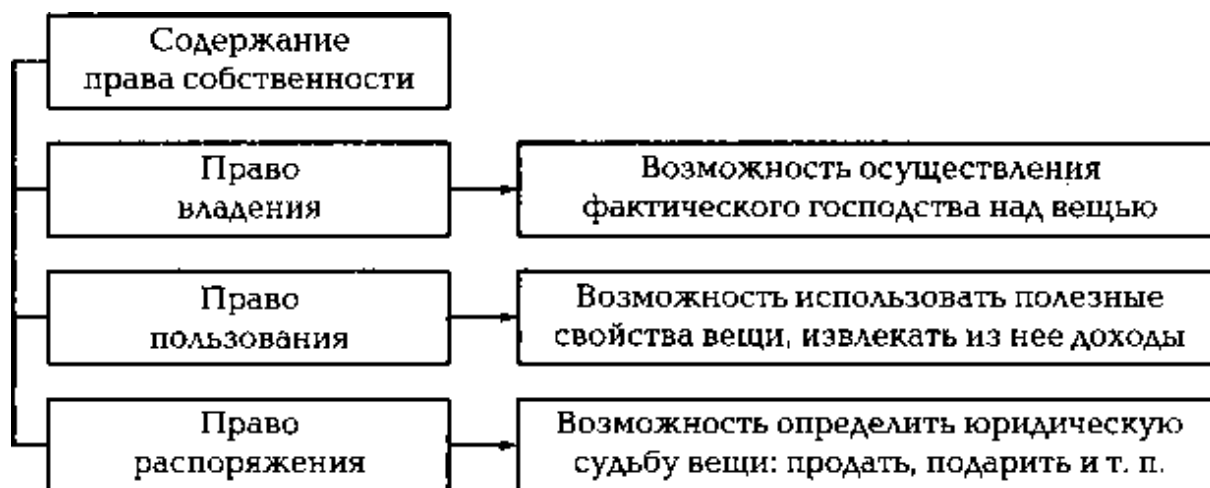 Содержание
права собственности
Право
владения
Возможность осуществления
фактического господства над вещью
Право
пользования
Возможность использовать полезные
свойства вещи, извлекать из нее доходы
Право
распоряжения
Возможность определить юридическую
судьбу вещи: продать, подарить и т. п.